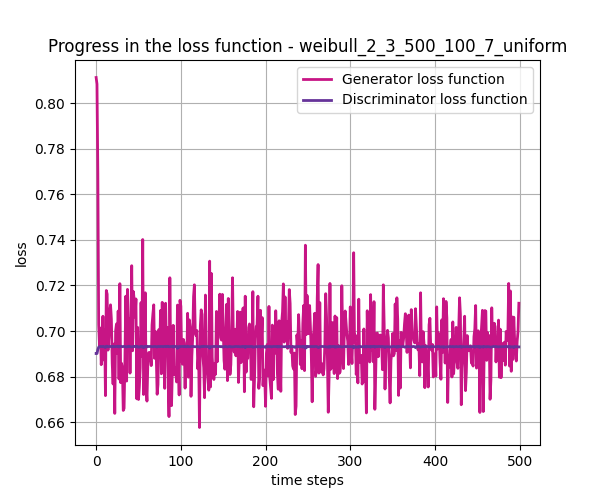 Progress in the loss function - weibull_2_3_500_100_7_uniform
Generator loss function
Discriminator loss function
0.80
0.78
0.76
0.74
0.72
0.70
0.68
0.66
loss
0
100
200
300
400
500
time steps